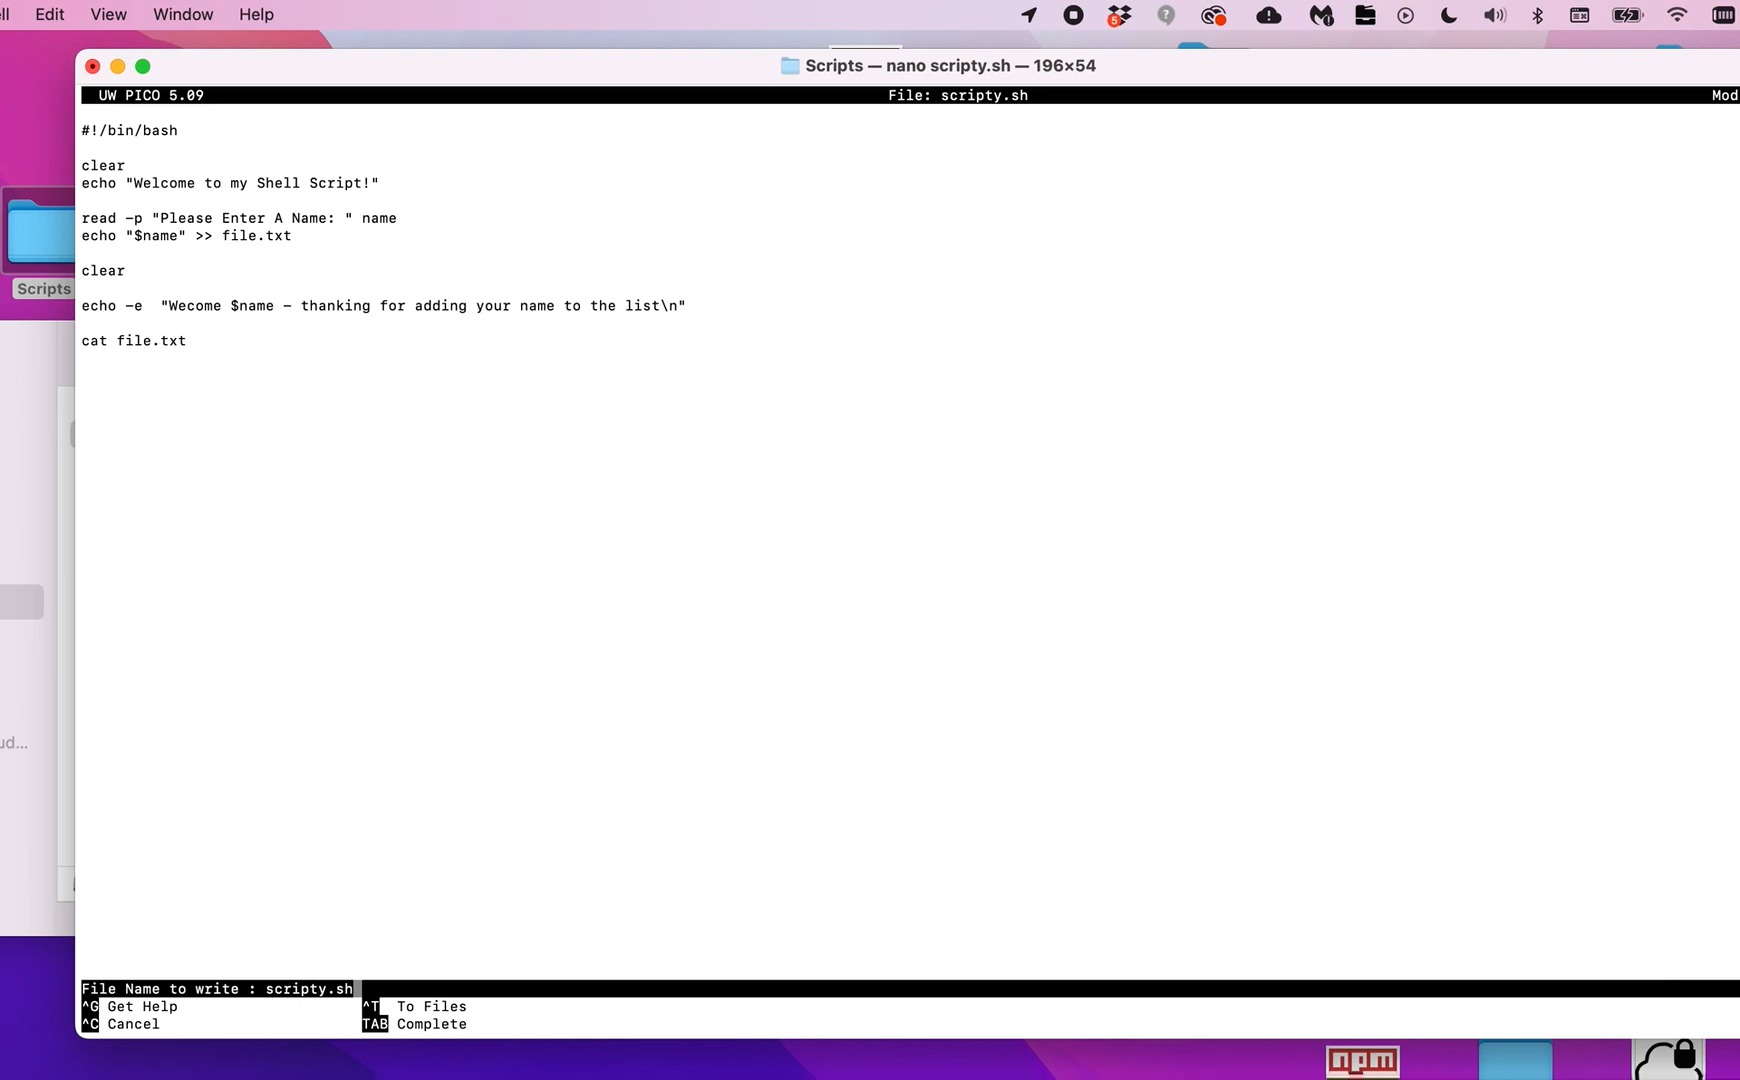 ll Edit View Window Help
5
Scripts — nano scripty.sh — 196×54
UW PICO 5.09 File: scripty.sh Mod
#!/bin/bash
clear
echo "Welcome to my Shell Script!"
read -p "Please Enter A Name: " name
echo "$name" >> file.txt
clear
echo -e  "Wecome $name - thanking for adding your name to the list\n"
cat file.txt
Scripts
ud...
File Name to write : scripty.sh
^G Get Help ^T To Files
^C Cancel TAB Complete
npm